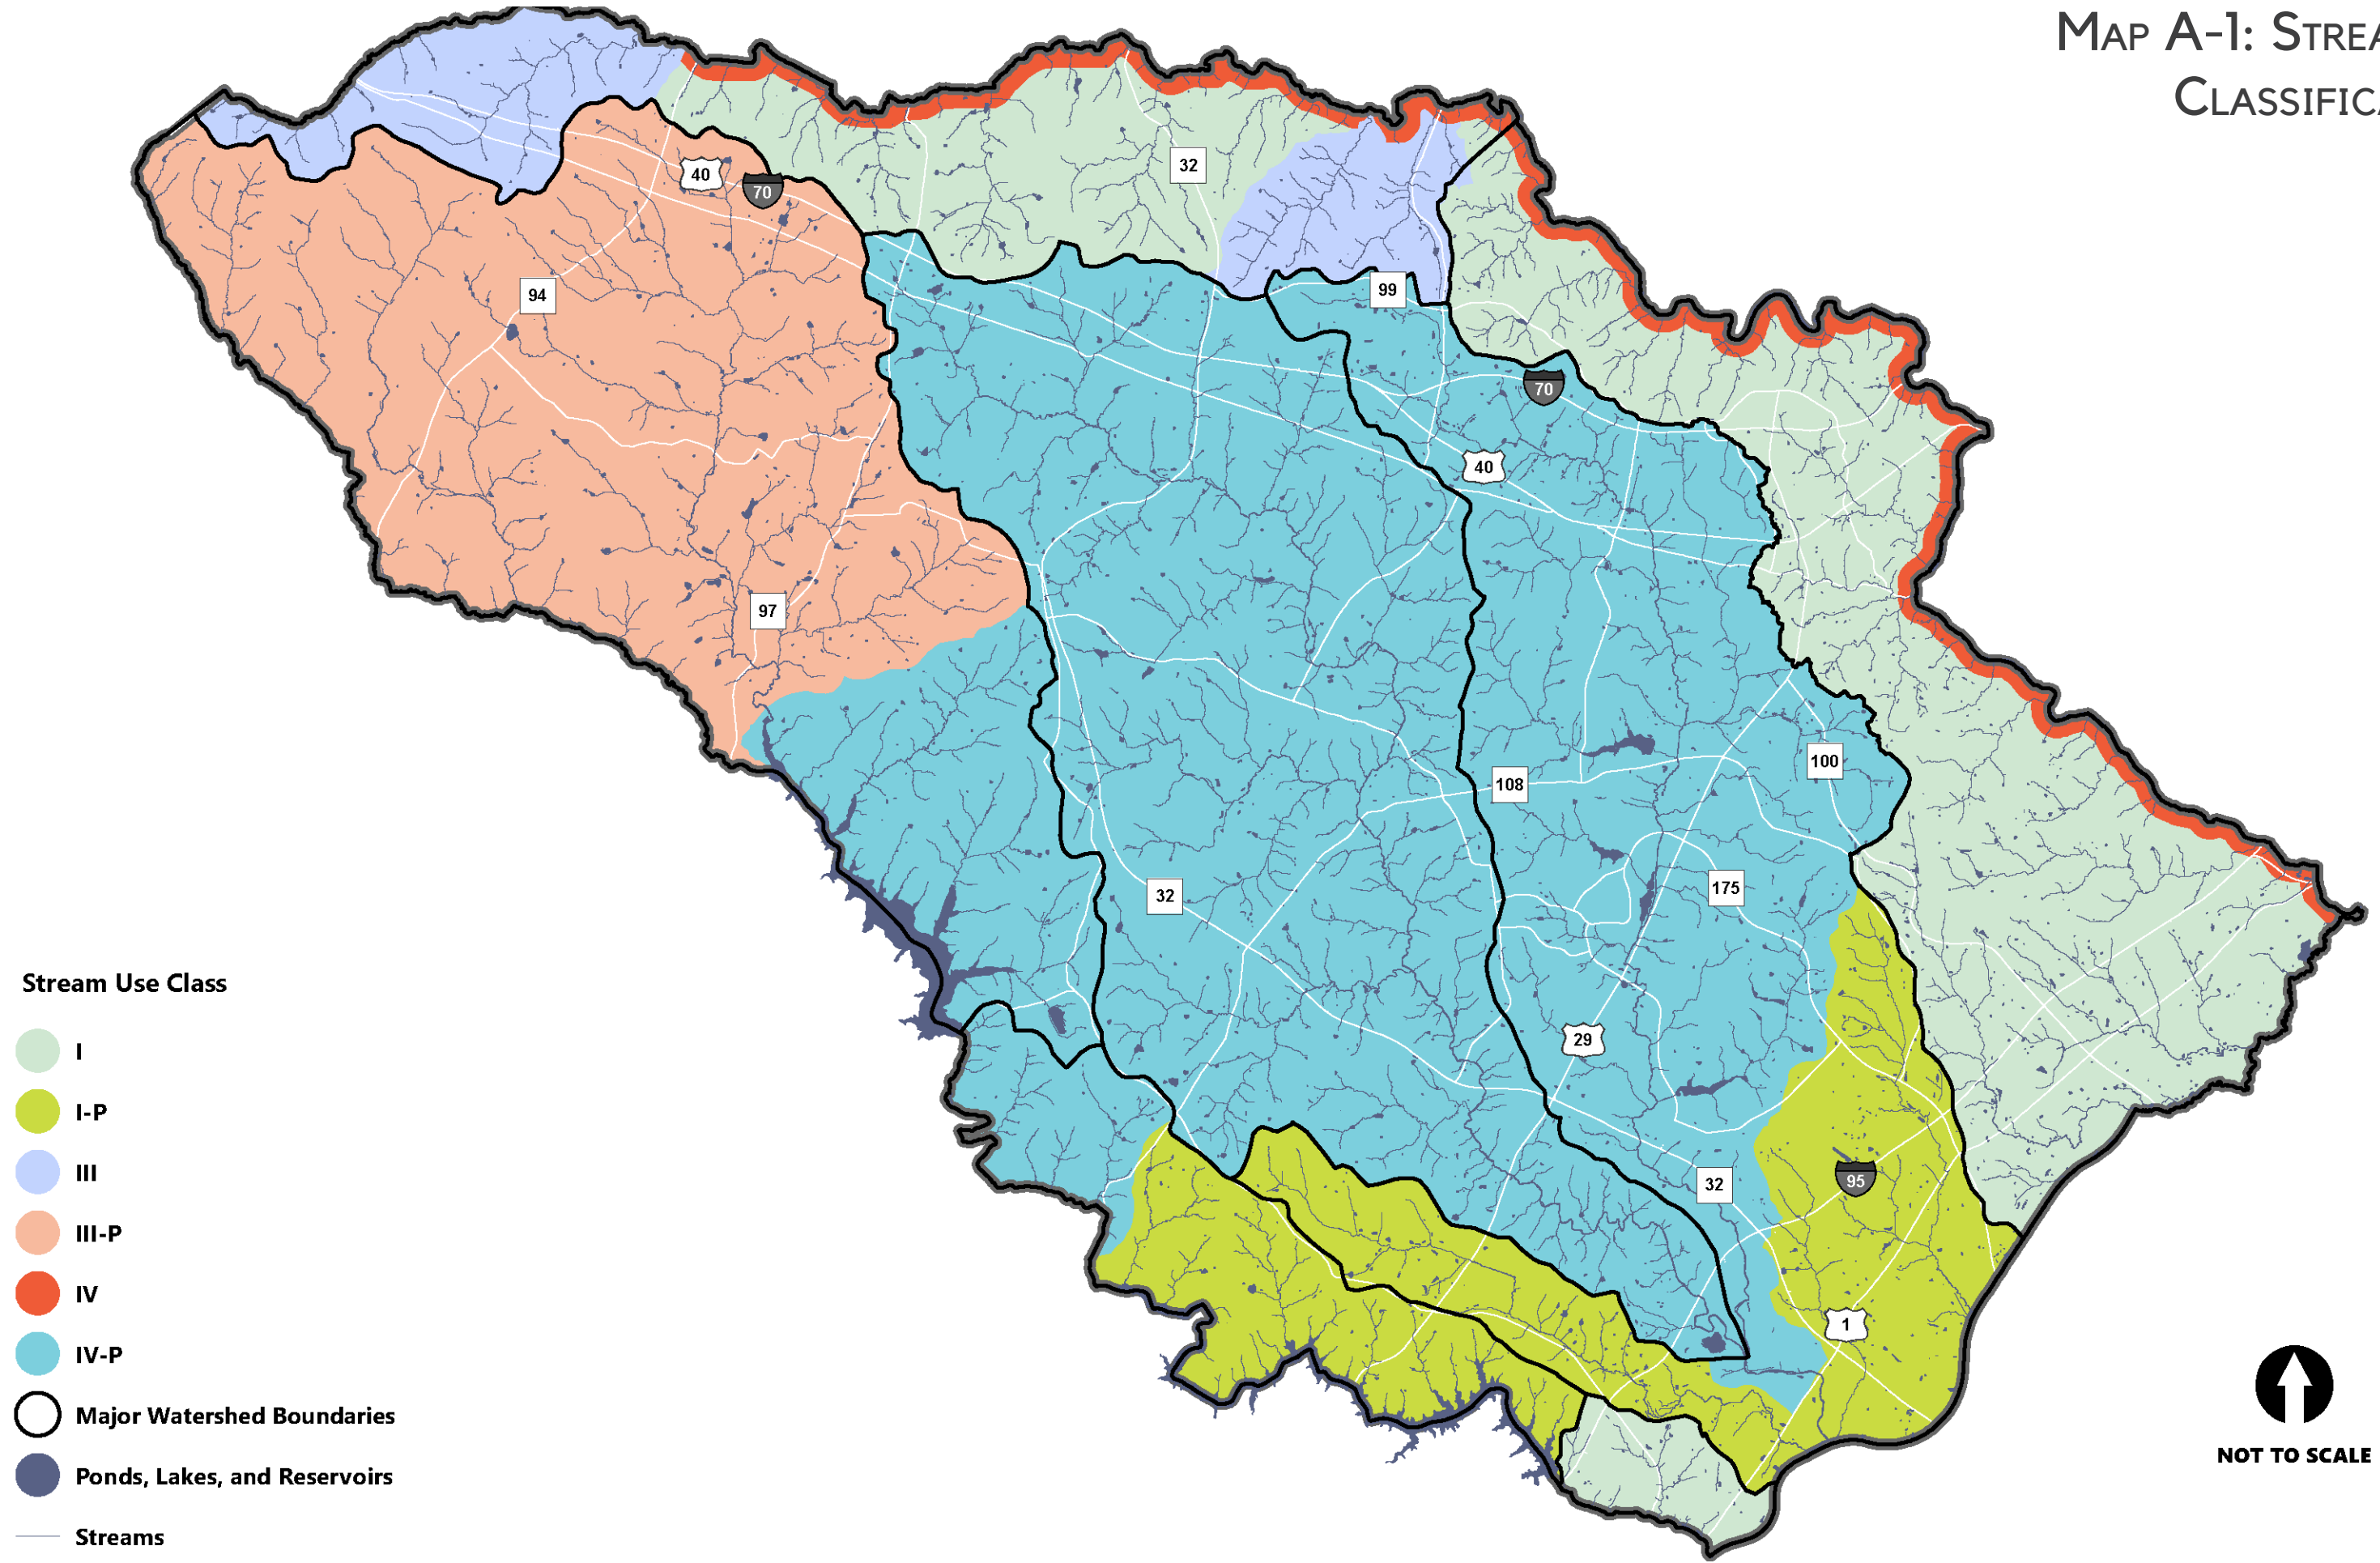 MAP A-1: STREA
CLASSIFICA
32
40
70
94
99
70
40
97
100
108
175
32
29
32
95
1
Stream Use Class
I
I-P
III
III-P
IV
IV-P
Major Watershed Boundaries
Ponds, Lakes, and Reservoirs
Streams
NOT TO SCALE